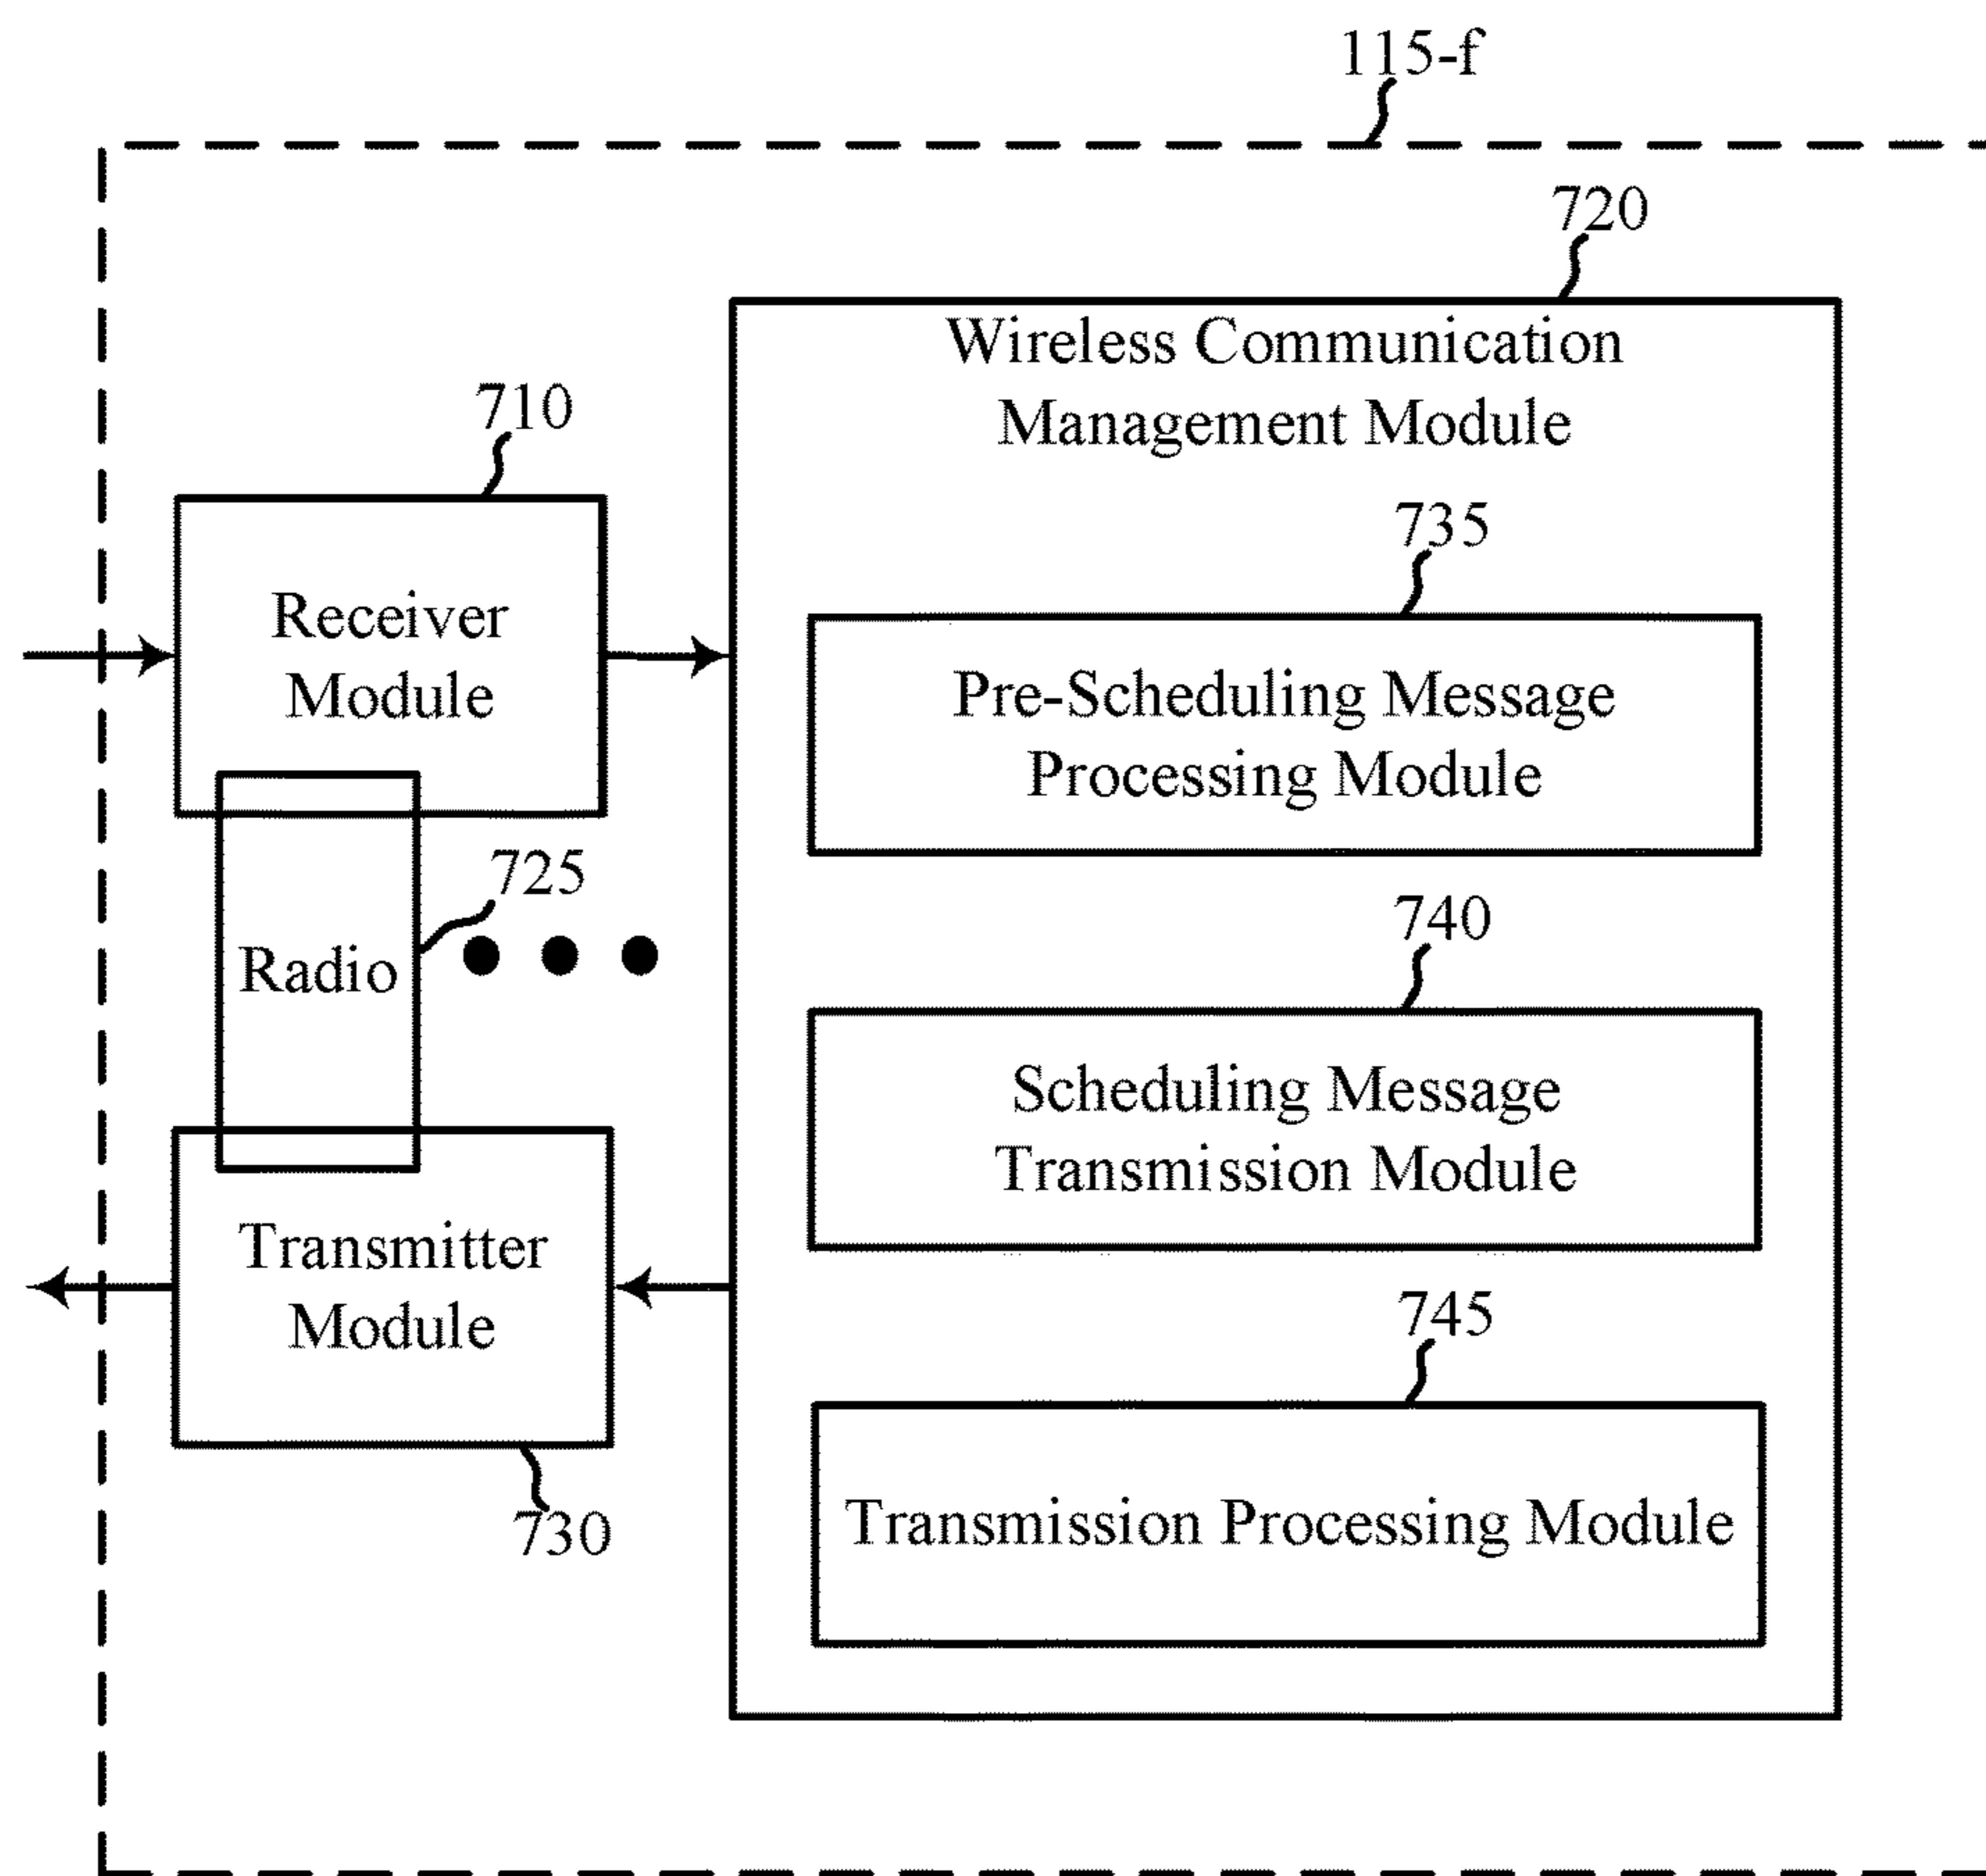 115-f
720
Wireless Communication
Management Module
710
Receiver
Module
735
Pre-Scheduling Message
Processing Module
725
Radio
740
Scheduling Message
Transmission Module
Transmitter
Module
730
745
Transmission Processing Module